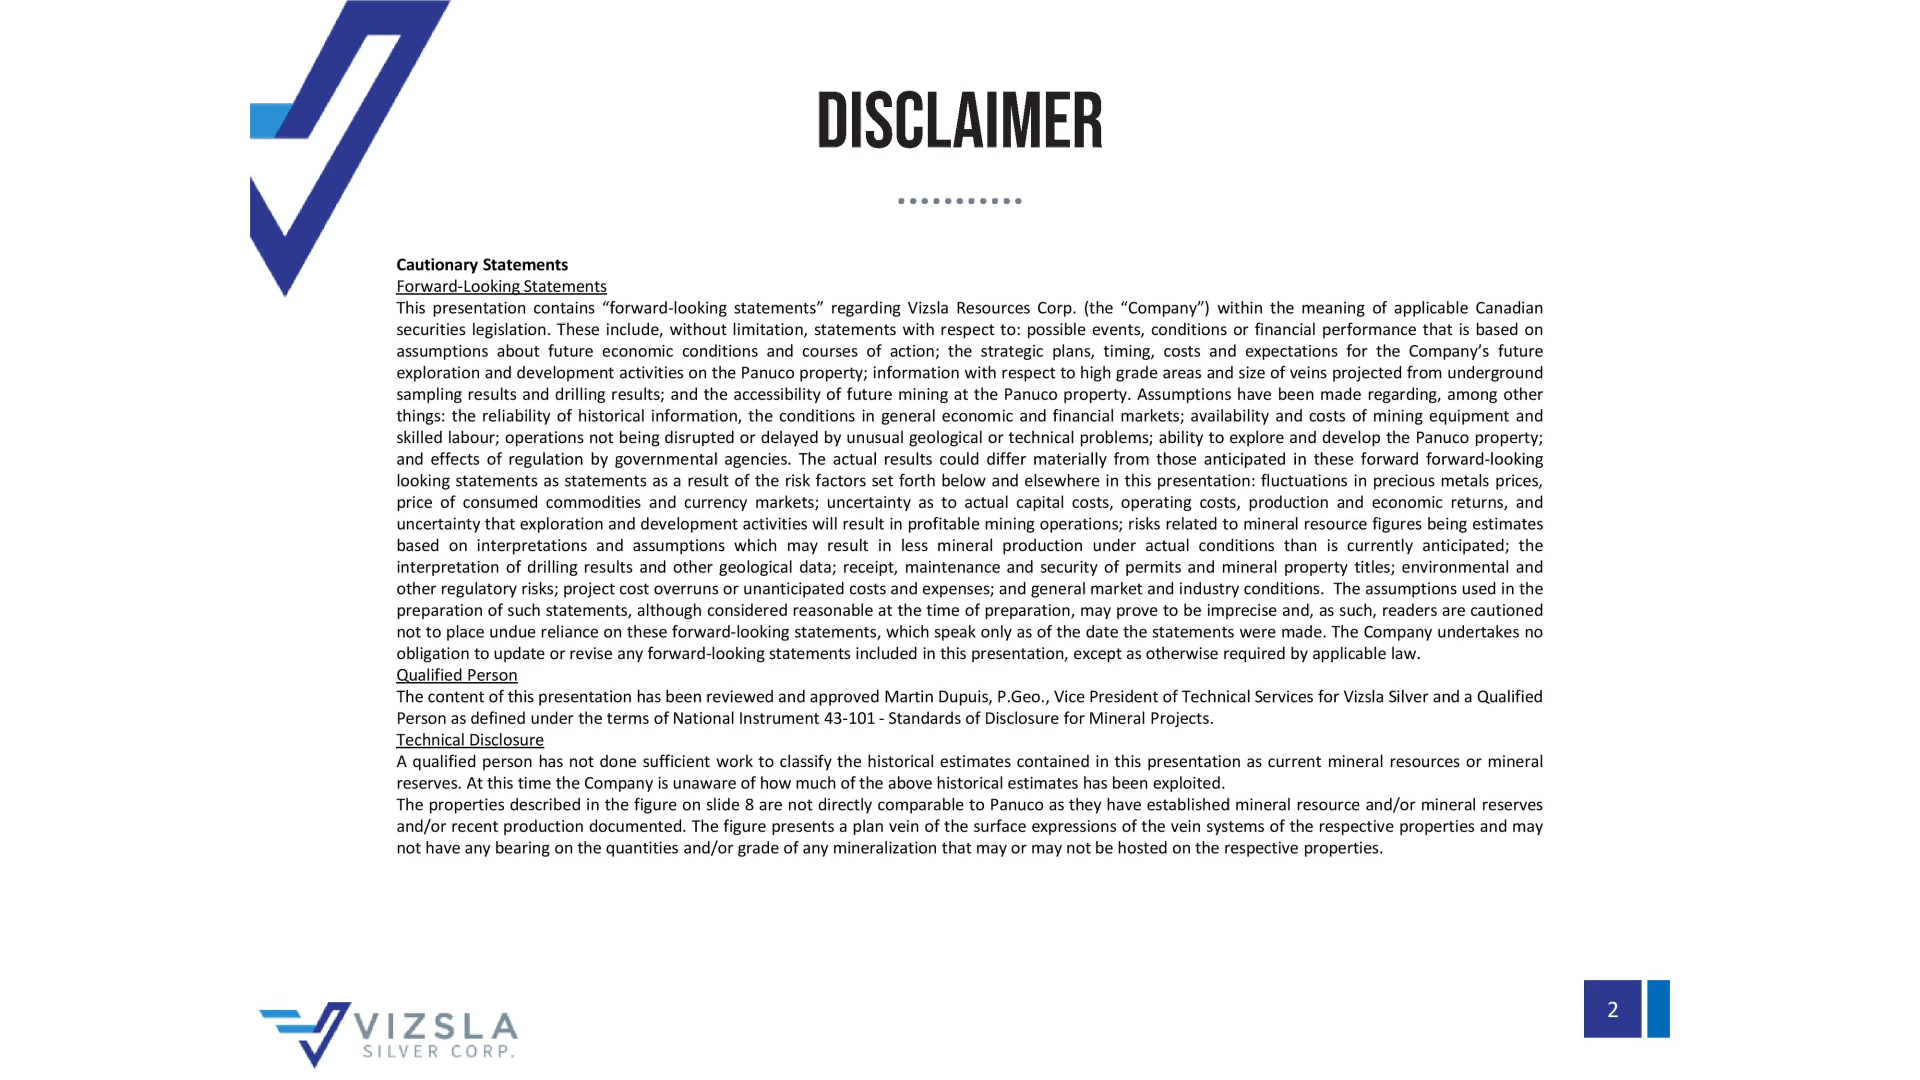 DISCLAIMER
Cautionary Statements
Forward-Looking Statements
This presentation contains “forward-looking statements” regarding Vizsla Resources Corp. (the “Company”) within the meaning of applicable Canadian
securities legislation. These include, without limitation, statements with respect to: possible events, conditions or financial performance that is based on
assumptions about future economic conditions and courses of action; the strategic plans, timing, costs and expectations for the Company’s future
exploration and development activities on the Panuco property; information with respect to high grade areas and size of veins projected from underground
sampling results and drilling results; and the accessibility of future mining at the Panuco property. Assumptions have been made regarding, among other
things: the reliability of historical information, the conditions in general economic and financial markets; availability and costs of mining equipment and
skilled labour; operations not being disrupted or delayed by unusual geological or technical problems; ability to explore and develop the Panuco property;
and effects of regulation by governmental agencies. The actual results could differ materially from those anticipated in these forward forward-looking
looking statements as statements as a result of the risk factors set forth below and elsewhere in this presentation: fluctuations in precious metals prices,
price of consumed commodities and currency markets; uncertainty as to actual capital costs, operating costs, production and economic returns, and
uncertainty that exploration and development activities will result in profitable mining operations; risks related to mineral resource figures being estimates
based on interpretations and assumptions which may result in less mineral production under actual conditions than is currently anticipated; the
interpretation of drilling results and other geological data; receipt, maintenance and security of permits and mineral property titles; environmental and
other regulatory risks; project cost overruns or unanticipated costs and expenses; and general market and industry conditions.  The assumptions used in the
preparation of such statements, although considered reasonable at the time of preparation, may prove to be imprecise and, as such, readers are cautioned
not to place undue reliance on these forward-looking statements, which speak only as of the date the statements were made. The Company undertakes no
obligation to update or revise any forward-looking statements included in this presentation, except as otherwise required by applicable law.
Qualified Person
The content of this presentation has been reviewed and approved Martin Dupuis, P.Geo., Vice President of Technical Services for Vizsla Silver and a Qualified
Person as defined under the terms of National Instrument 43-101 - Standards of Disclosure for Mineral Projects.
Technical Disclosure
A qualified person has not done sufficient work to classify the historical estimates contained in this presentation as current mineral resources or mineral
reserves. At this time the Company is unaware of how much of the above historical estimates has been exploited.
The properties described in the figure on slide 8 are not directly comparable to Panuco as they have established mineral resource and/or mineral reserves
and/or recent production documented. The figure presents a plan vein of the surface expressions of the vein systems of the respective properties and may
not have any bearing on the quantities and/or grade of any mineralization that may or may not be hosted on the respective properties.
VIZSLA
SILVER CORP.
2